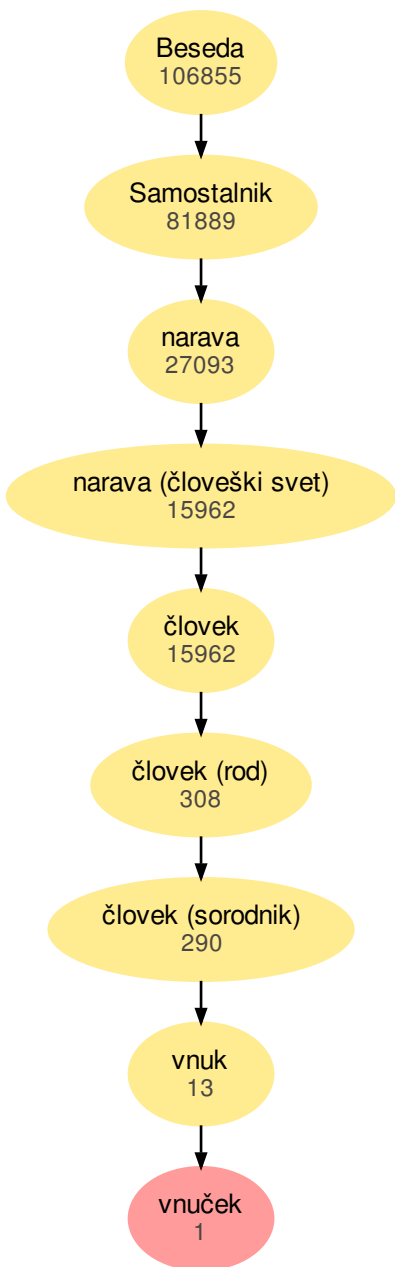 Beseda
106855
Samostalnik
81889
narava
27093
narava (človeški svet)
15962
človek
15962
človek (rod)
308
človek (sorodnik)
290
vnuk
13
vnuček
1